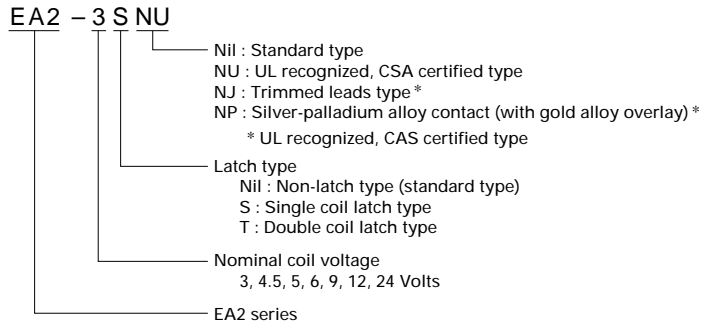 EA2 – 3 S NU
Nil : Standard type
NU : UL recognized, CSA certified type
NJ : Trimmed leads type *
NP : Silver-palladium alloy contact (with gold alloy overlay) *
* UL recognized, CAS certified type
Latch type
Nil : Non-latch type (standard type)
S : Single coil latch type
T : Double coil latch type
Nominal coil voltage
3, 4.5, 5, 6, 9, 12, 24 Volts
EA2 series